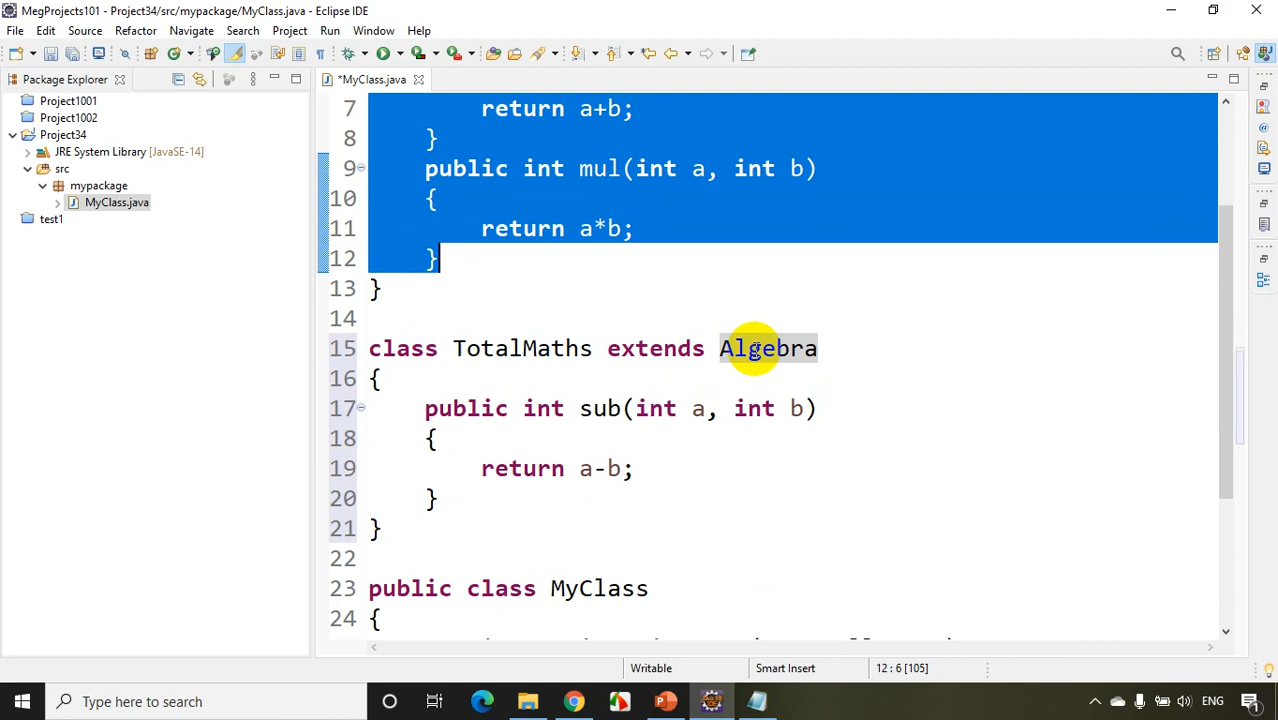 MegProjects101 - Project34/src/mypackage/MyClass.java - Eclipse IDE
File Edit Source Refactor Navigate Search Project Run Window Help
Package Explorer
*MyClass.java
Project1001
Project1002
Project34
JRE System Library [JavaSE-14]
src
mypackage
MyClass.java
test1
7 return a+b;
8 }
9 public int mul(int a, int b)
10 {
11 return a*b;
12 }
13 }
14
15 class TotalMaths extends Algebra
16 {
17 public int sub(int a, int b)
18 {
19 return a-b;
20 }
21 }
22
23 public class MyClass
24 {
Writable Smart Insert 12 : 6 [105]
Type here to search
ENG
1